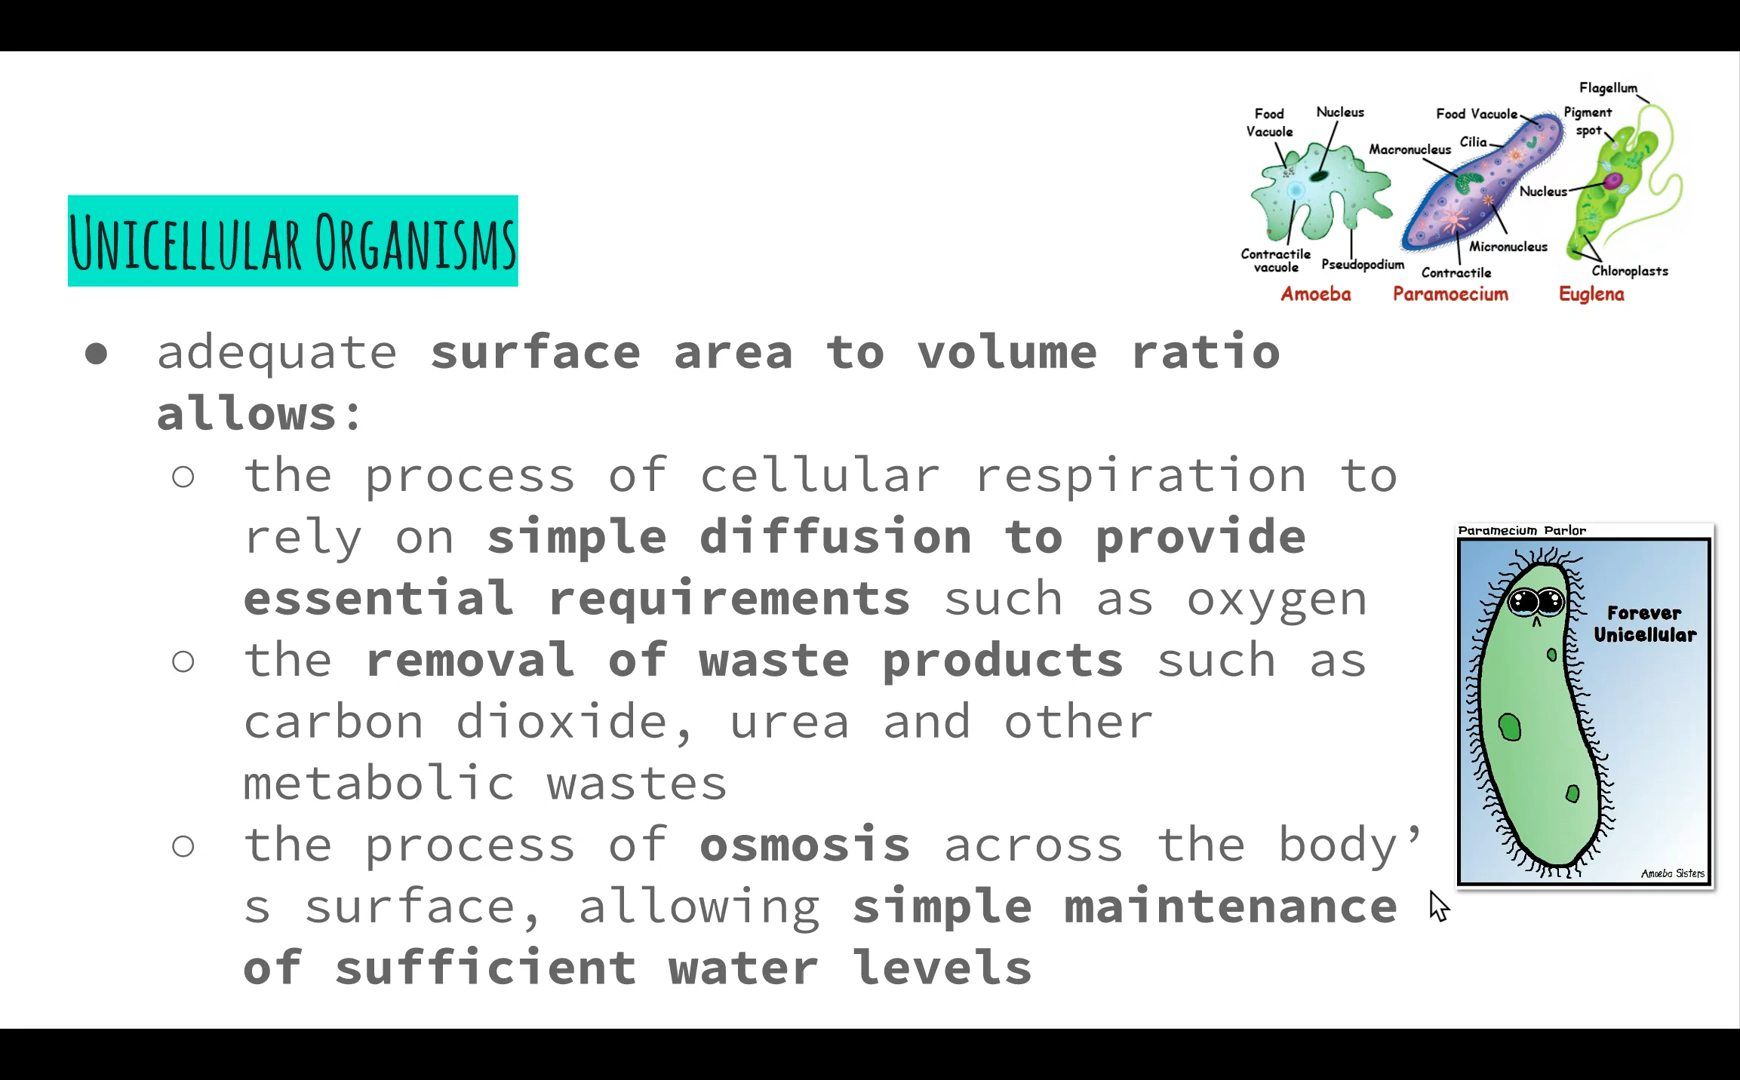 Unicellular Organisms
Flagellum
Food
Vacuole
Nucleus
Food Vacuole
Pigment
spot
Macronucleus
Cilia
Nucleus
Micronucleus
Contractile
vacuole
Pseudopodium
Contractile
Chloroplasts
Amoeba
Paramoecium
Euglena
● adequate surface area to volume ratio
allows:
○ the process of cellular respiration to
rely on simple diffusion to provide
essential requirements such as oxygen
○ the removal of waste products such as
carbon dioxide, urea and other
metabolic wastes
○ the process of osmosis across the body’
s surface, allowing simple maintenance
of sufficient water levels
Paramecium Parlor
Forever
Unicellular
Amoeba Sisters